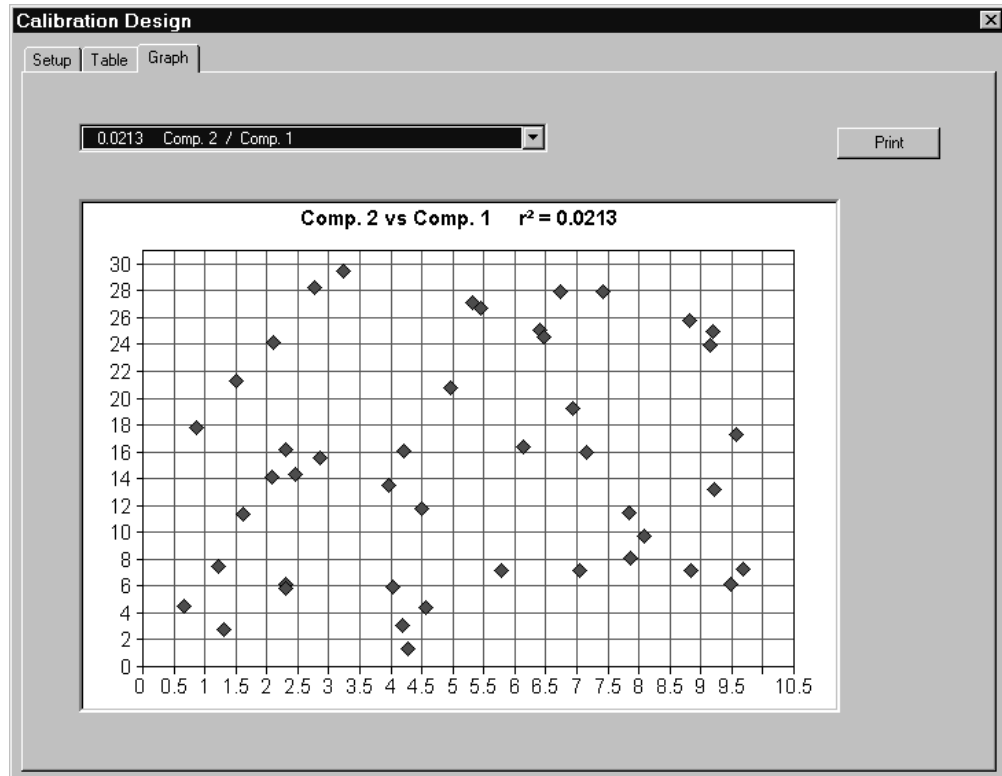 Calibration Design
Setup Table Graph
0.0213 Comp. 2 / Comp. 1
Print
Comp. 2 vs Comp. 1 r² = 0.0213
30
28
26
24
22
20
18
16
14
12
10
8
6
4
2
0
0 0.5 1 1.5 2 2.5 3 3.5 4 4.5 5 5.5 6 6.5 7 7.5 8 8.5 9 9.5 10.5